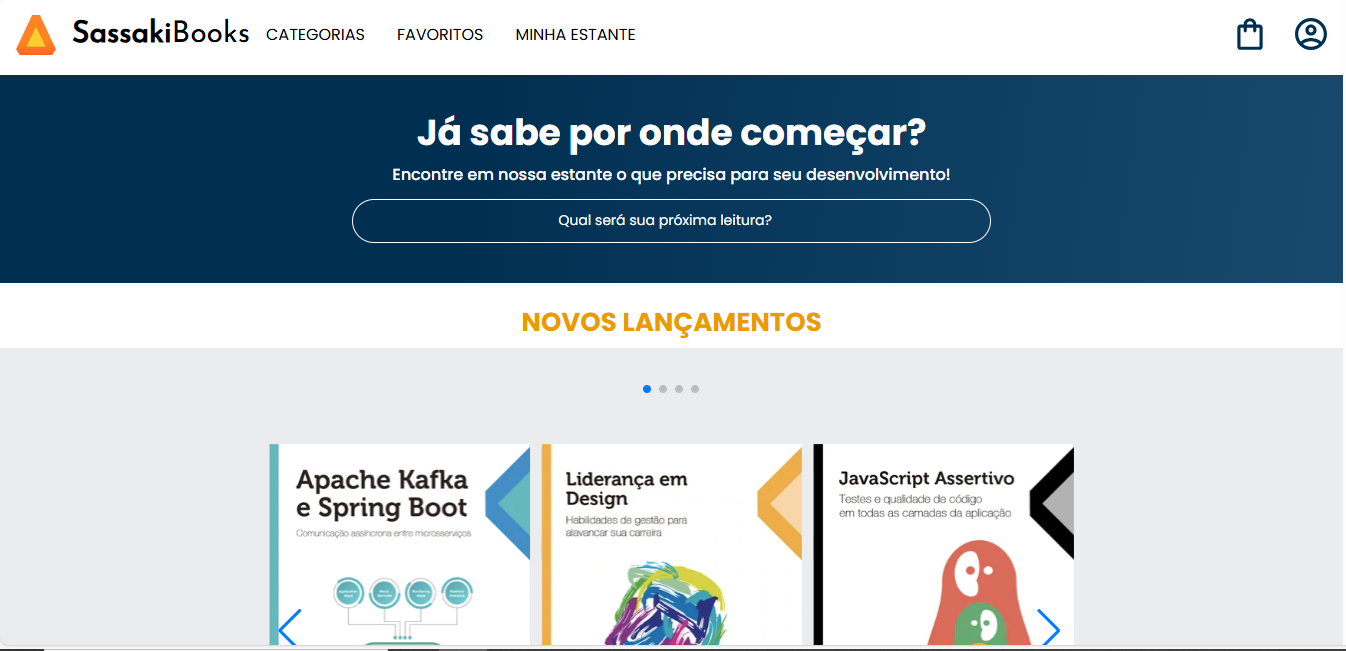 SassakiBooks CATEGORIAS FAVORITOS MINHA ESTANTE
Já sabe por onde começar?
Encontre em nossa estante o que precisa para seu desenvolvimento!
Qual será sua próxima leitura?
NOVOS LANÇAMENTOS
Apache Kafka
e Spring Boot
Comunicação assíncrona entre microsserviços
Liderança em
Design
Habilidades de gestão para
alavancar sua carreira
JavaScript Assertivo
Testes e qualidade de código
em todas as camadas da aplicação